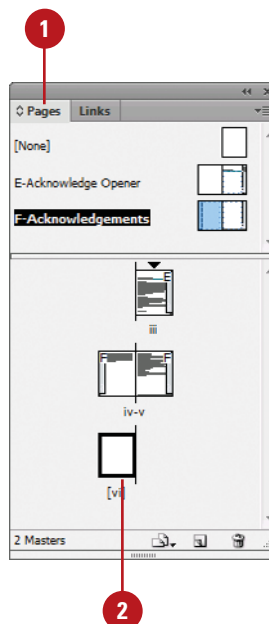 1
Pages Links
[None]
E-Acknowledge Opener
F-Acknowledgements
E
iii
F F
iv-v
[vi]
2 Masters
2